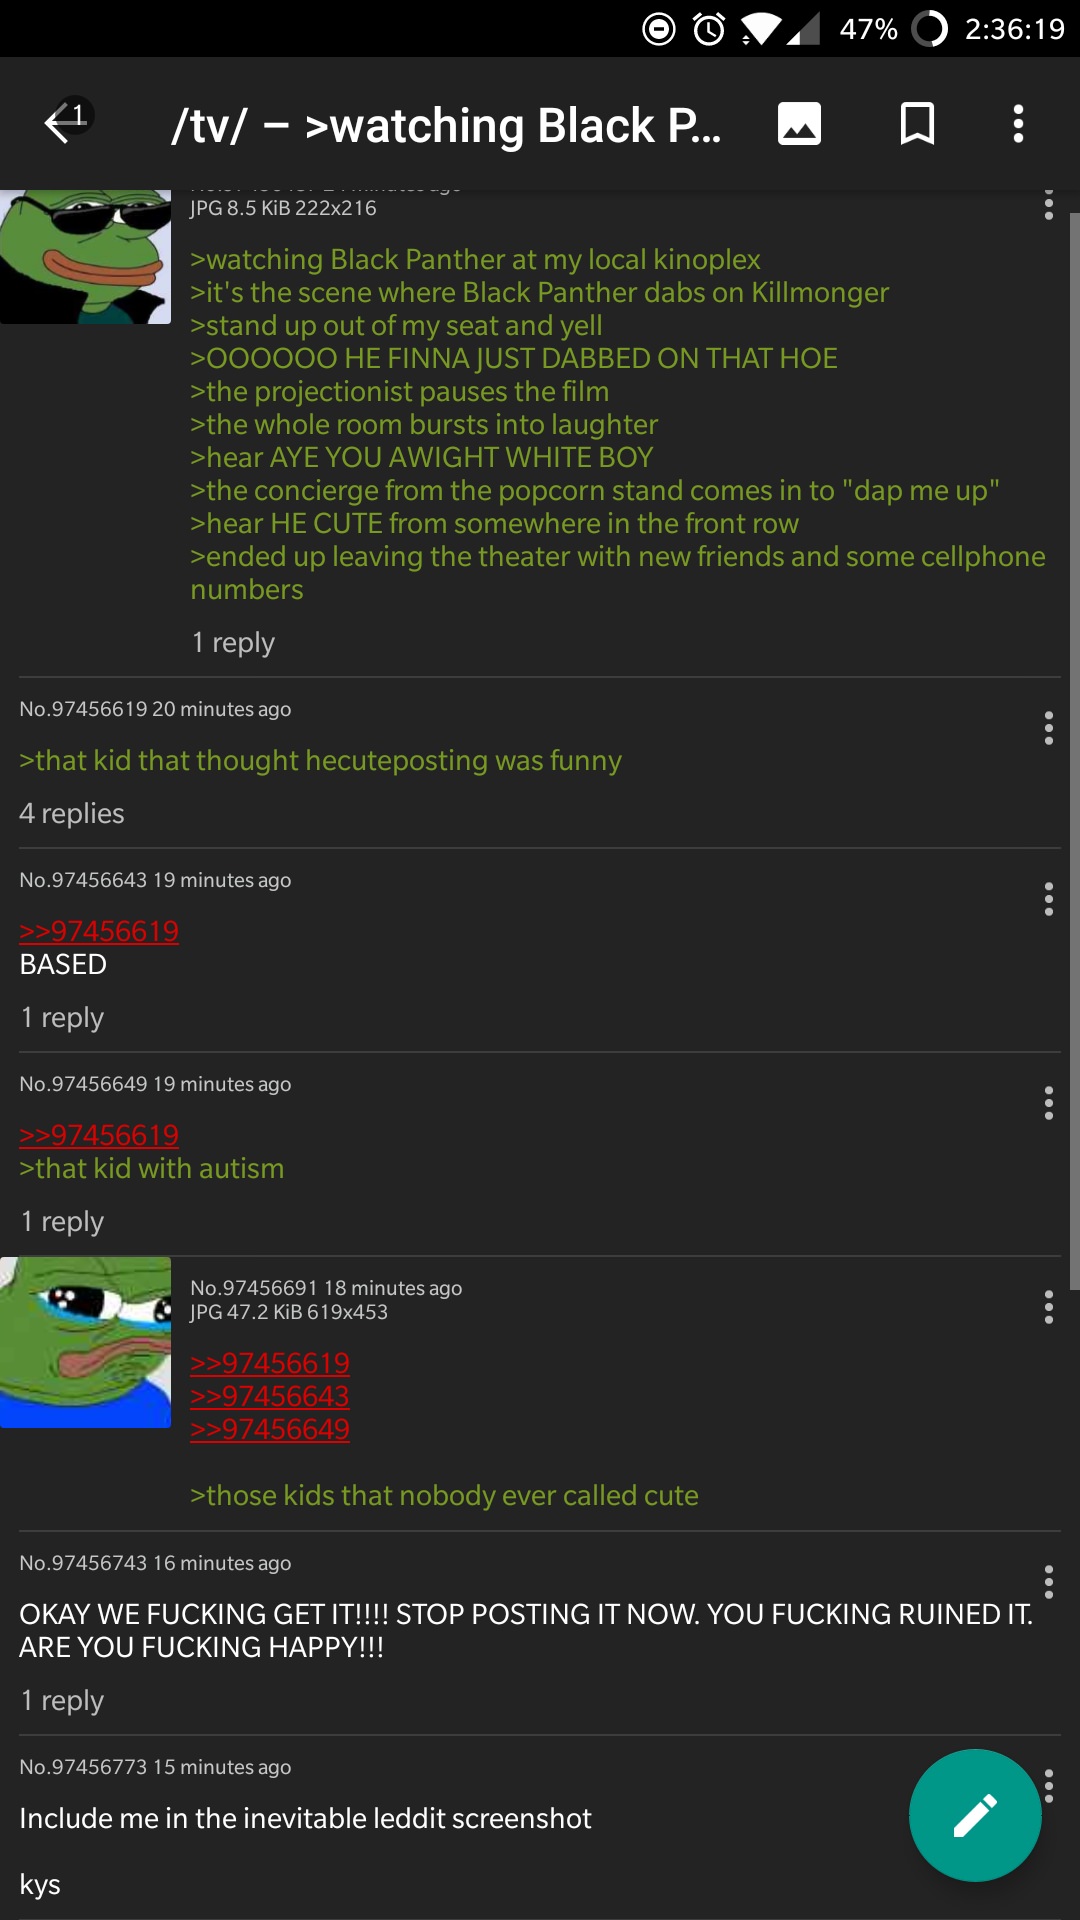 47% 2:36:19
1
/tv/ – >watching Black P...
JPG 8.5 KiB 222x216
>watching Black Panther at my local kinoplex
>it's the scene where Black Panther dabs on Killmonger
>stand up out of my seat and yell
>OOOOOO HE FINNA JUST DABBED ON THAT HOE
>the projectionist pauses the film
>the whole room bursts into laughter
>hear AYE YOU AWIGHT WHITE BOY
>the concierge from the popcorn stand comes in to "dap me up"
>hear HE CUTE from somewhere in the front row
>ended up leaving the theater with new friends and some cellphone
numbers
1 reply
No.97456619 20 minutes ago
>that kid that thought hecuteposting was funny
4 replies
No.97456643 19 minutes ago
>>97456619
BASED
1 reply
No.97456649 19 minutes ago
>>97456619
>that kid with autism
1 reply
No.97456691 18 minutes ago
JPG 47.2 KiB 619x453
>>97456619
>>97456643
>>97456649
>those kids that nobody ever called cute
No.97456743 16 minutes ago
OKAY WE FUCKING GET IT!!!! STOP POSTING IT NOW. YOU FUCKING RUINED IT.
ARE YOU FUCKING HAPPY!!!
1 reply
No.97456773 15 minutes ago
Include me in the inevitable leddit screenshot
kys